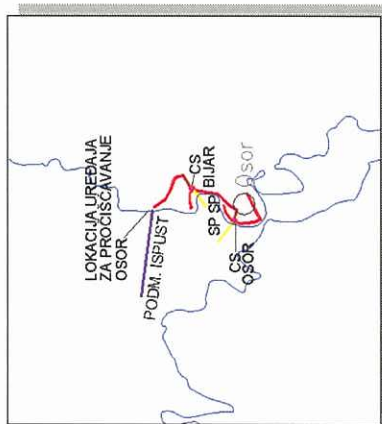 LOKACIJA UREĐAJA
ZA PROČIŠĆAVANJE
OSOR
PODM. ISPUST
CS
BIJAR
SP SP
Osor
CS
OSOR